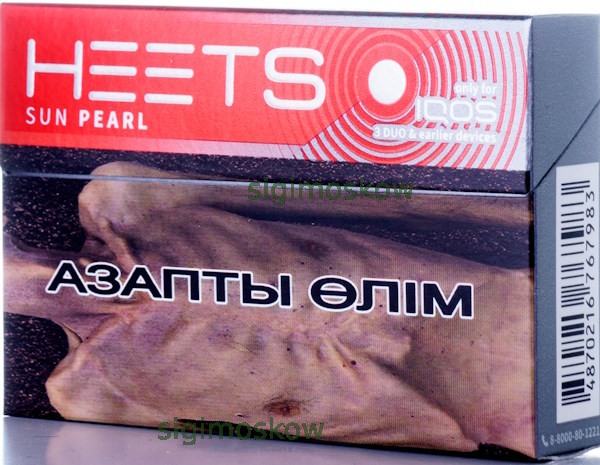 HEETS
SUN PEARL
only for
IQOS
3 DUO & earlier devices
sigimoskow
АЗАПТЫ ӨЛІМ
4870216767983
sigimoskow
8-8000-80-1221